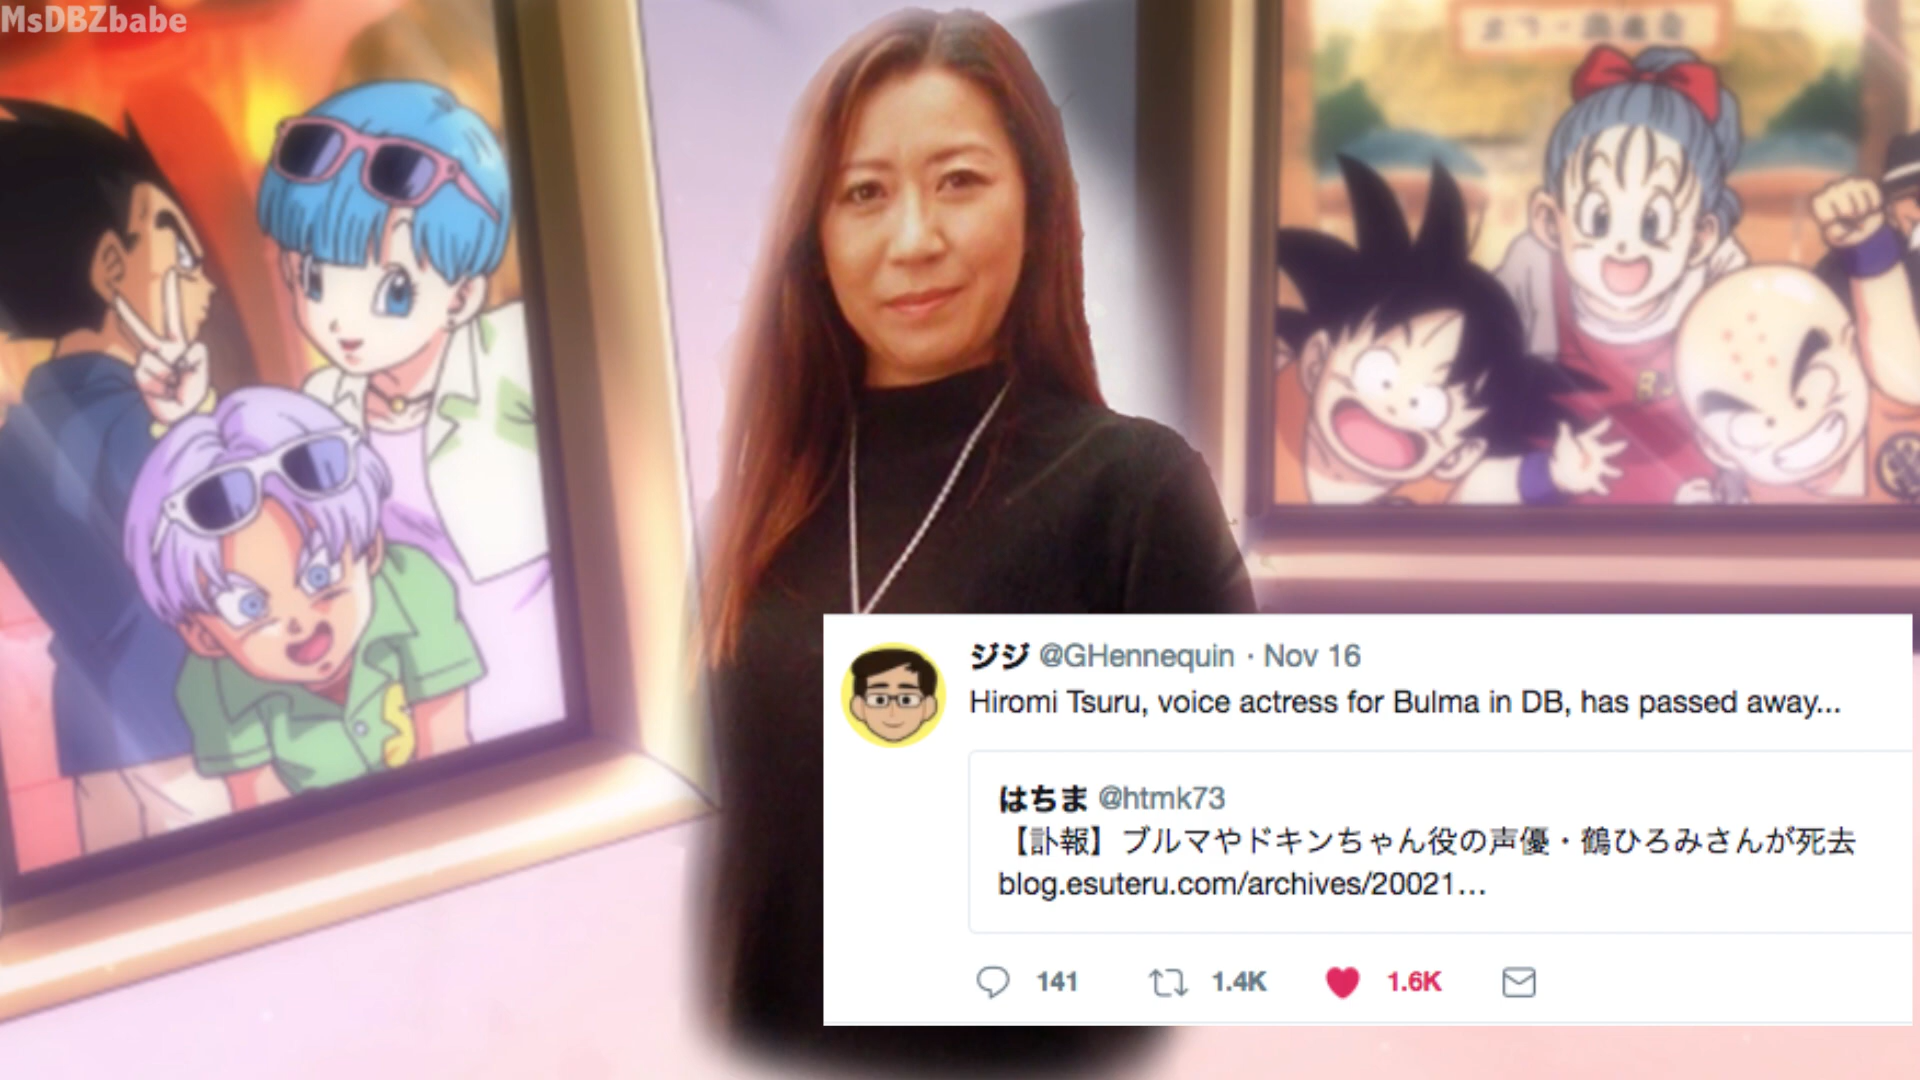 MsDBZbabe
ジジ @GHennequin · Nov 16
Hiromi Tsuru, voice actress for Bulma in DB, has passed away...
はちま @htmk73
【訃報】ブルマやドキンちゃん役の声優・鶴ひろみさんが死去
blog.esuteru.com/archives/20021...
141 1.4K 1.6K